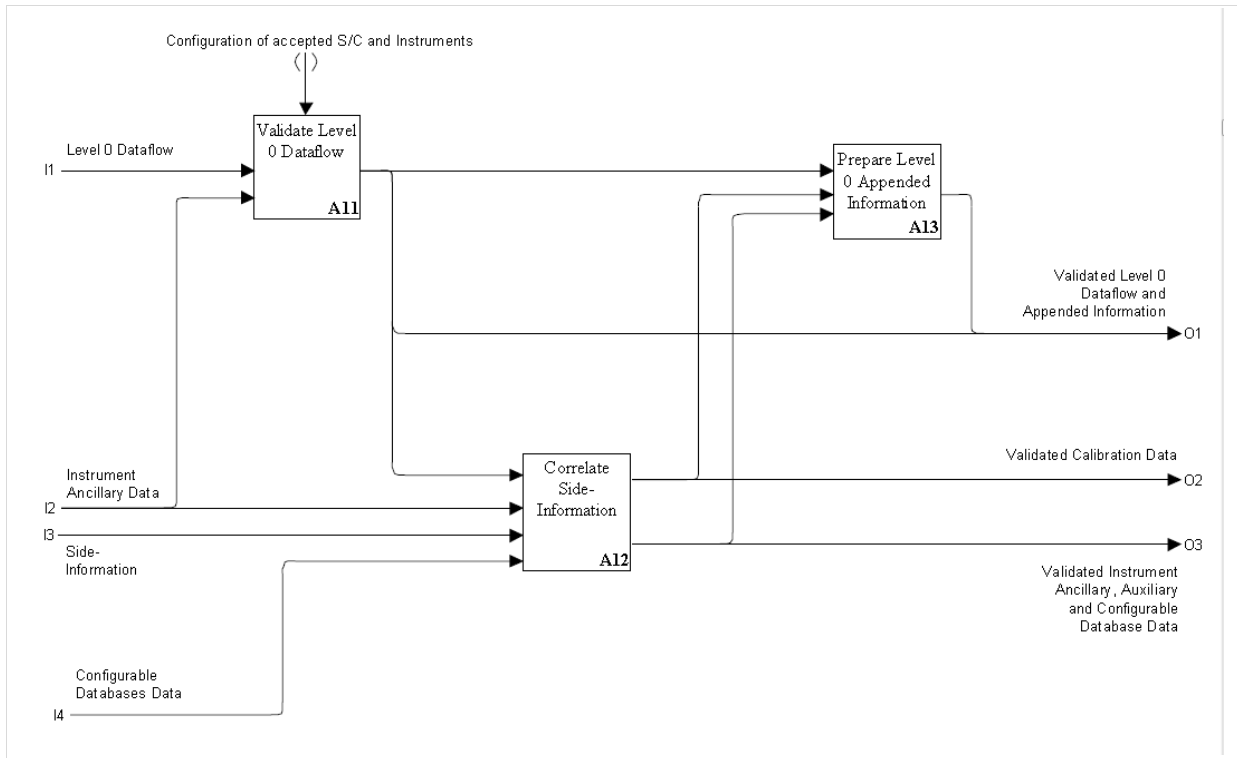 Configuration of accepted S/C and Instruments
( )
Validate Level
0 Dataflow
A11
I1
Level 0 Dataflow
Prepare Level
0 Appended
Information
A13
Validated Level 0
Dataflow and
Appended Information
O1
Instrument
Ancillary Data
I2
I3
Side-
Information
Correlate
Side-
Information
A12
Validated Calibration Data
O2
O3
Validated Instrument
Ancillary, Auxiliary
and Configurable
Database Data
Configurable
Databases Data
I4